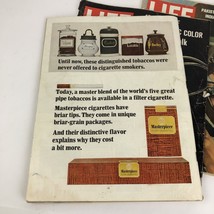 LIFE
LIFE
COLOR
Until now, these distinguished tobaccos were
never offered to cigarette smokers.
Today, a master blend of the world's five great
pipe tobaccos is available in a filter cigarette.
Masterpiece cigarettes have
briar tips. They come in unique
briar-grain packages.
And their distinctive flavor
explains why they cost
a bit more.
Masterpiece